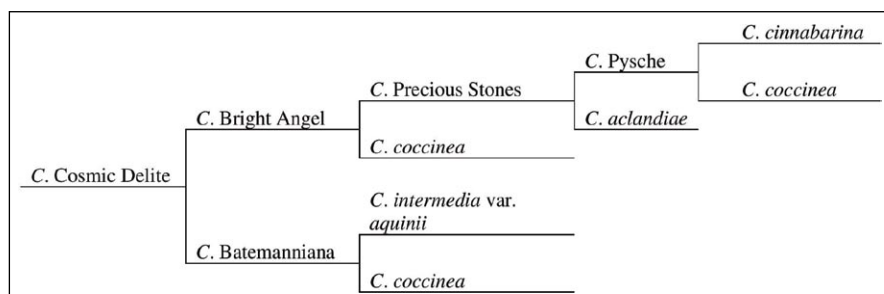 C. cinnabarina
C. Pysche
C. Precious Stones
C. coccinea
C. Bright Angel
C. aclandiae
C. coccinea
C. Cosmic Delite
C. intermedia var.
aquinii
C. Batemanniana
C. coccinea